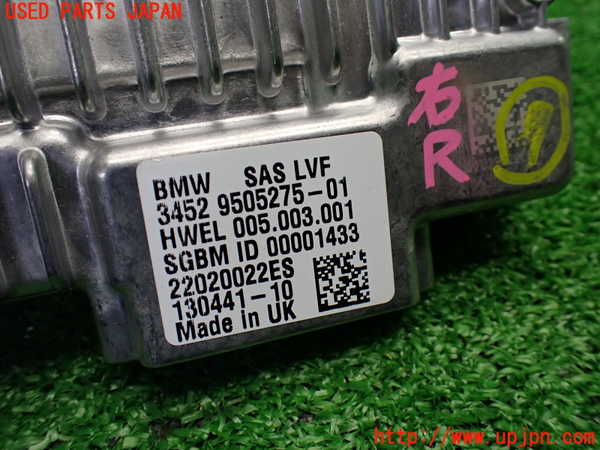 USED PARTS JAPAN
右
R
1
BMW SAS LVF
3452 9505275-01
HWEL 005.003.001
SGBM ID 00001433
22020022ES
130441-10
Made in UK
http://www.upjpn.com